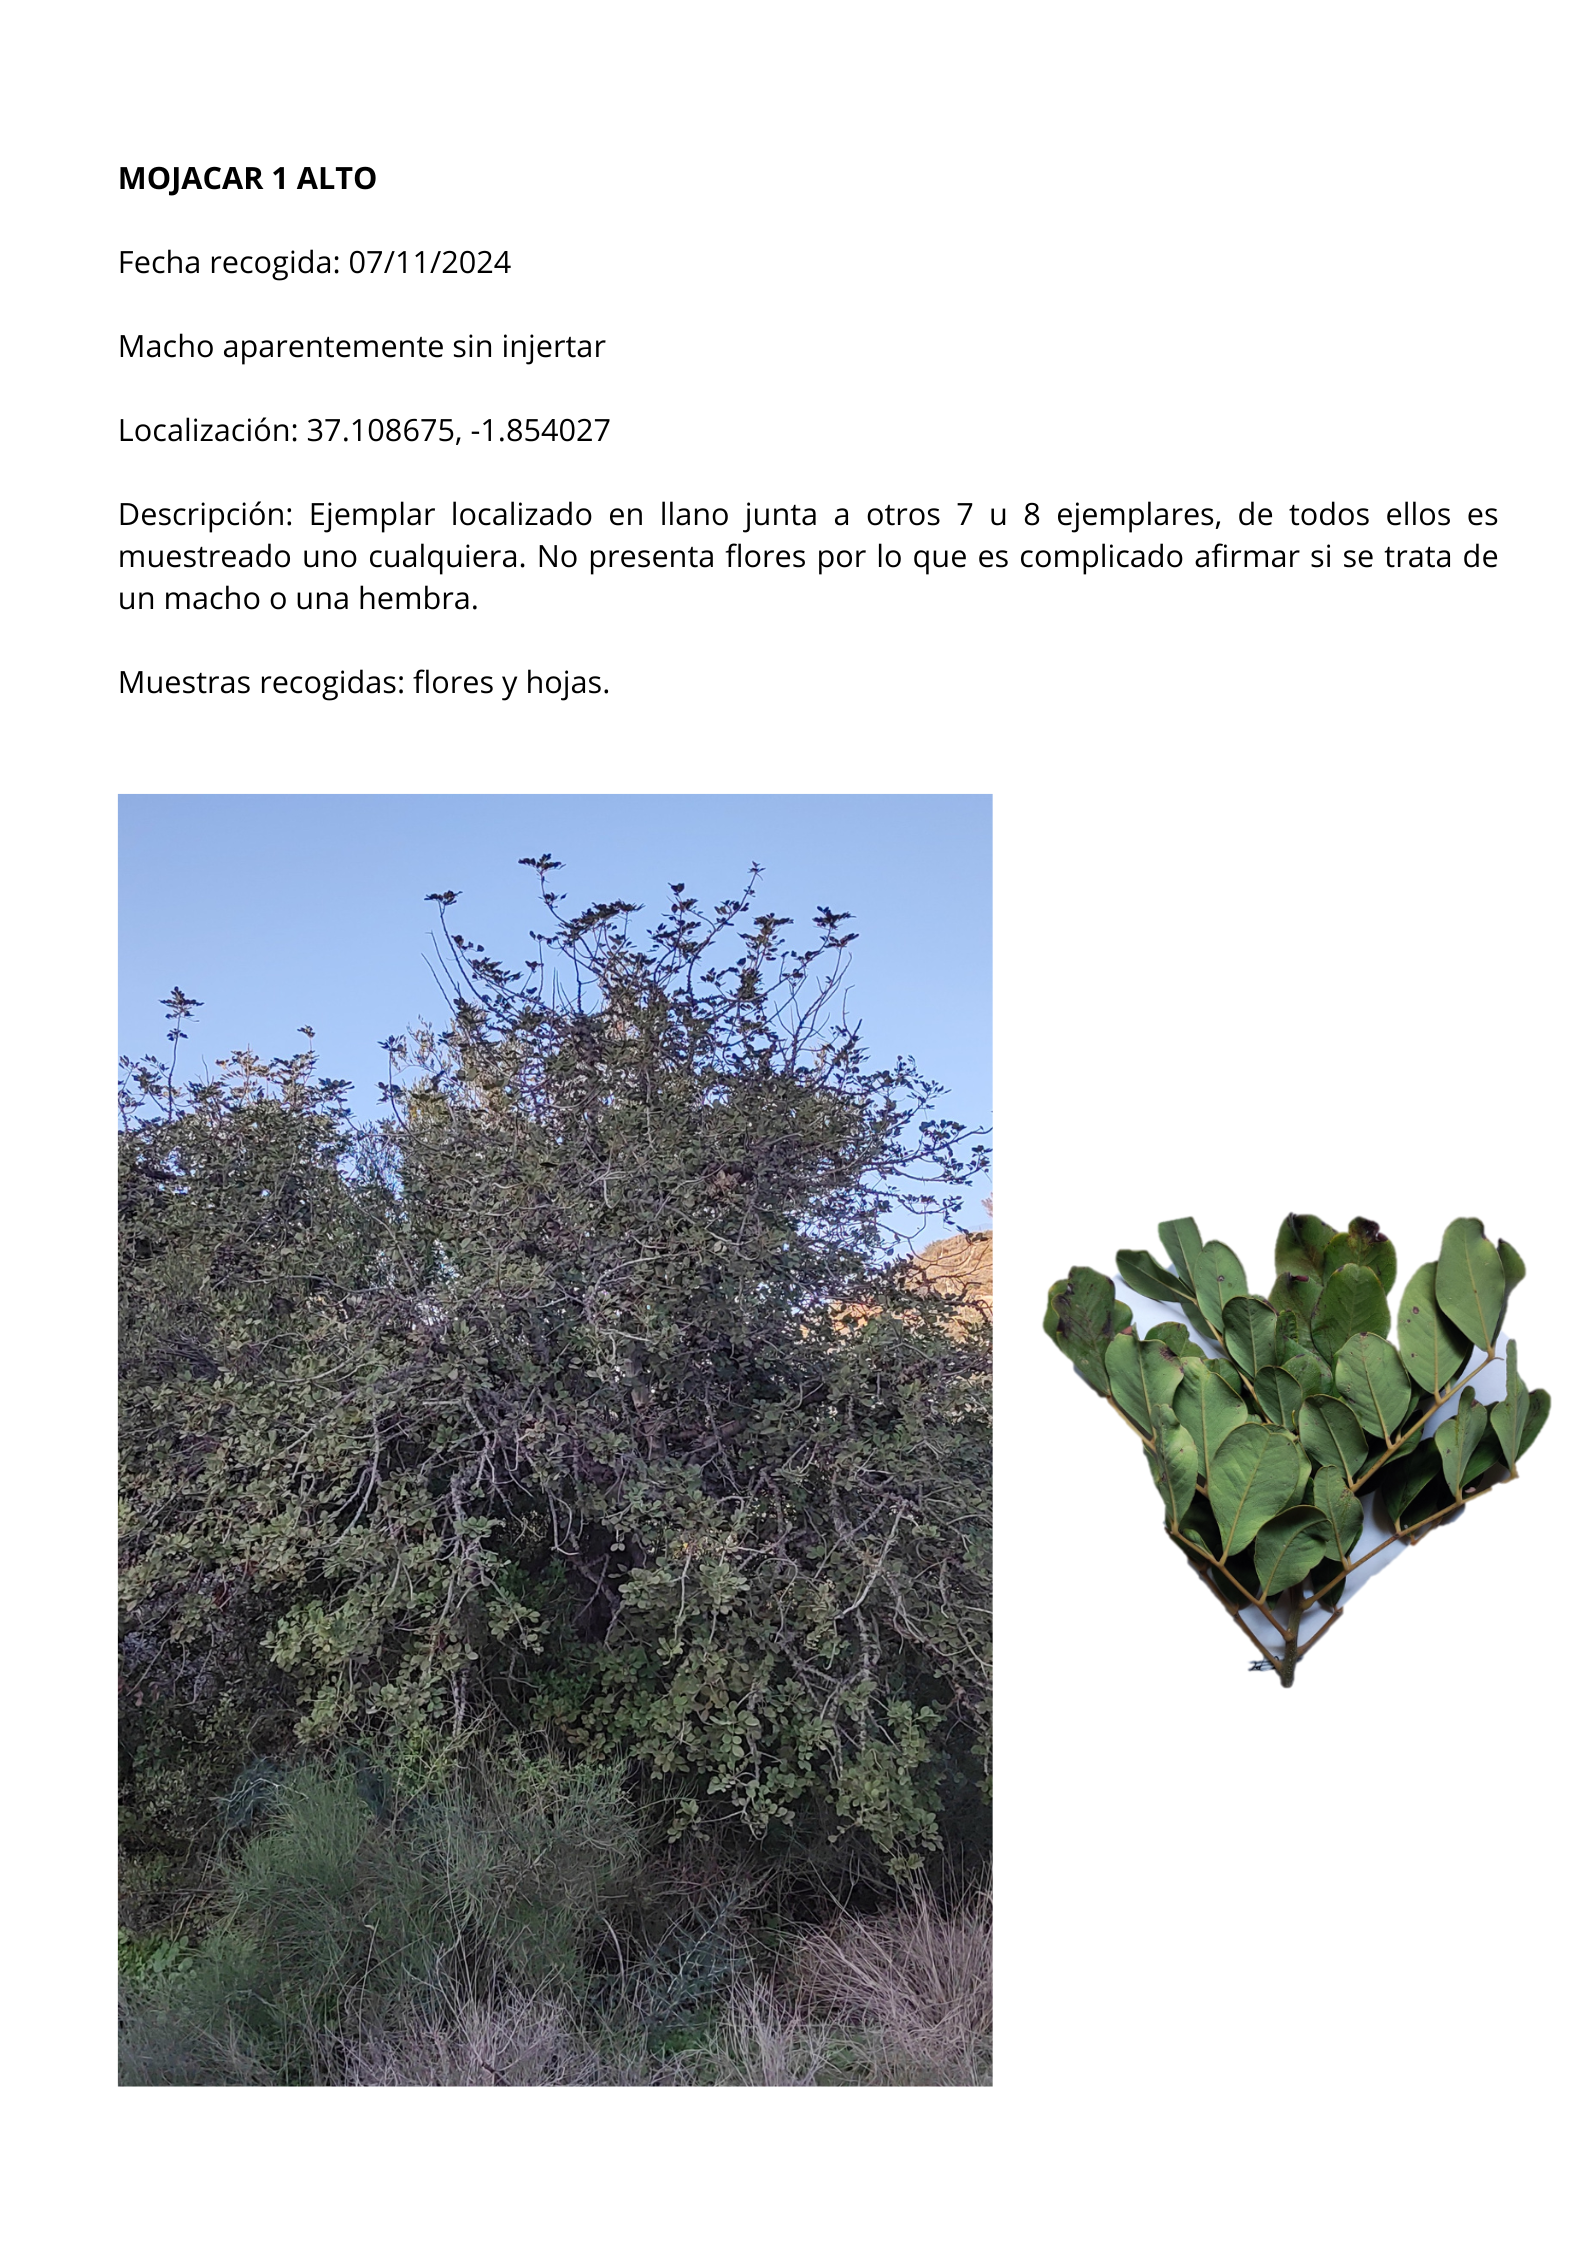 MOJACAR 1 ALTO
Fecha recogida: 07/11/2024
Macho aparentemente sin injertar
Localización: 37.108675, -1.854027
Descripción: Ejemplar localizado en llano junta a otros 7 u 8 ejemplares, de todos ellos es
muestreado uno cualquiera. No presenta flores por lo que es complicado afirmar si se trata de
un macho o una hembra.
Muestras recogidas: flores y hojas.